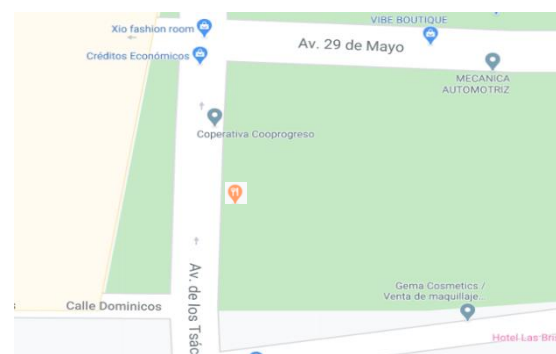 VIBE BOUTIQUE
Xio fashion room
Av. 29 de Mayo
Créditos Económicos
MECANICA
AUTOMOTRIZ
Coperativa Cooprogreso
Av. de los Tsác
Gema Cosmetics /
Venta de maquillaje...
Calle Dominicos
Hotel Las Bri